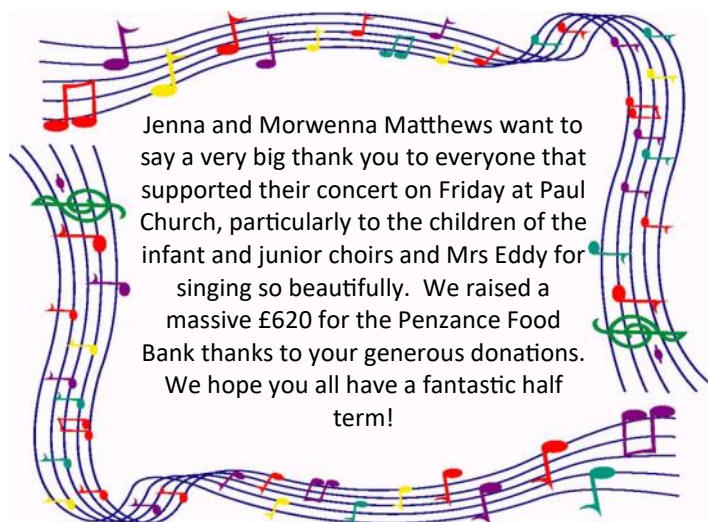 Jenna and Morwenna Matthews want to
say a very big thank you to everyone that
supported their concert on Friday at Paul
Church, particularly to the children of the
infant and junior choirs and Mrs Eddy for
singing so beautifully.  We raised a
massive £620 for the Penzance Food
Bank thanks to your generous donations.
We hope you all have a fantastic half
term!